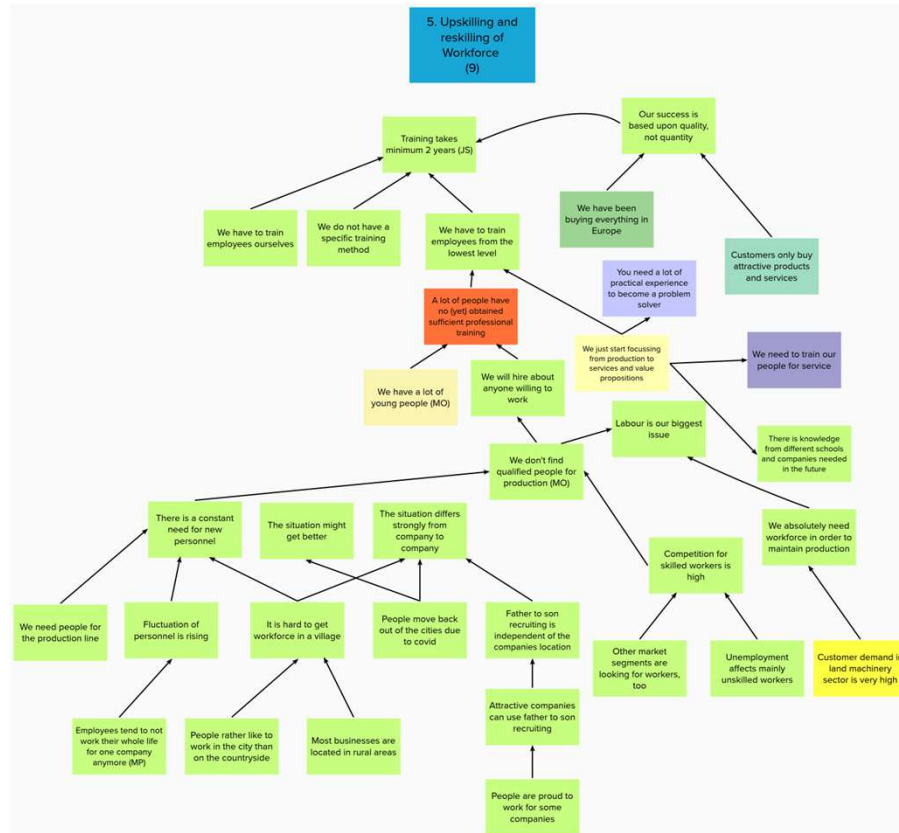 5. Upskilling and
reskilling of
Workforce
(9)
Training takes
minimum 2 years (JS)
Our success is
based upon quality,
not quantity
We have to train
employees ourselves
We do not have a
specific training
method
We have to train
employees from the
lowest level
We have been
buying everything in
Europe
Customers only buy
attractive products
and services
You need a lot of
practical experience
to become a problem
solver
A lot of people have
no (yet) obtained
sufficient professional
training
We just start focussing
from production to
services and value
propositions
We need to train our
people for service
We have a lot of
young people (MO)
We will hire about
anyone willing to
work
Labour is our biggest
issue
There is knowledge
from different schools
and companies needed
in the future
We don't find
qualified people for
production (MO)
There is a constant
need for new
personnel
The situation might
get better
The situation differs
strongly from
company to
company
We absolutely need
workforce in order to
maintain production
Competition for
skilled workers is
high
We need people for
the production line
Fluctuation of
personnel is rising
It is hard to get
workforce in a village
People move back
out of the cities due
to covid
Father to son
recruiting is
independent of the
companies location
Other market
segments are
looking for workers,
too
Unemployment
affects mainly
unskilled workers
Customer demand in
land machinery
sector is very high
Employees tend to not
work their whole life
for one company
anymore (MP)
People rather like to
work in the city than
on the countryside
Most businesses are
located in rural areas
Attractive companies
can use father to son
recruiting
People are proud to
work for some
companies